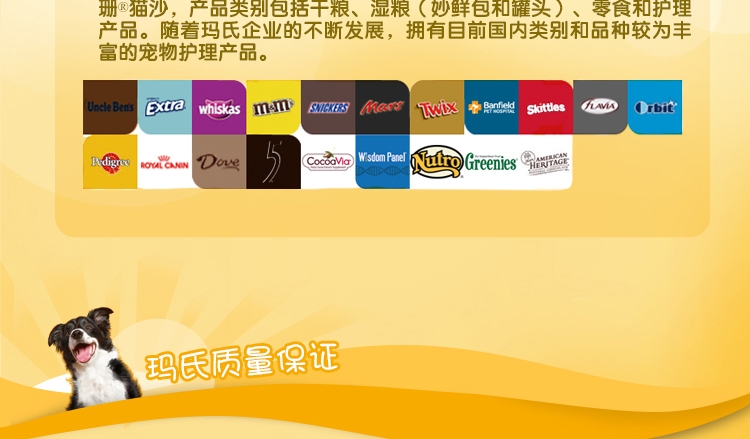 珊®猫沙，产品类别包括干粮、湿粮（妙鲜包和罐头）、零食和护理
产品。随着玛氏企业的不断发展，拥有目前国内类别和品种较为丰
富的宠物护理产品。
Uncle Ben's Extra whiskas m&m's SNICKERS Mars Twix Banfield PET HOSPITAL Skittles FLAVIA Orbit
Pedigree ROYAL CANIN Dove 5 CocoaVia Wisdom Panel Nutro Greenies AMERICAN HERITAGE
玛氏质量保证